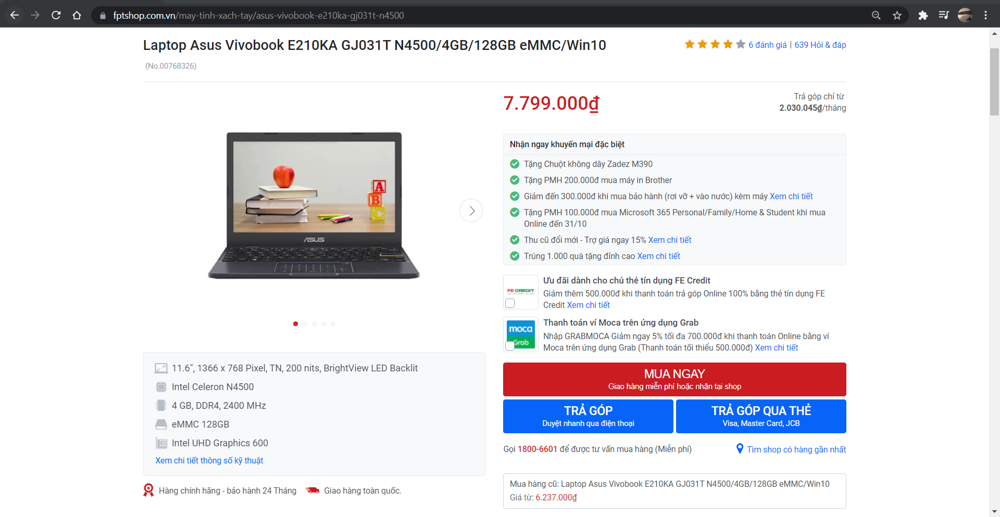 fptshop.com.vn/may-tinh-xach-tay/asus-vivobook-e210ka-gj031t-n4500
Laptop Asus Vivobook E210KA GJ031T N4500/4GB/128GB eMMC/Win10
6 đánh giá | 639 Hỏi & đáp
(No.00768326)
7.799.000₫
Trả góp chỉ từ
2.030.045₫/tháng
A
B
C
ASUS
Nhận ngay khuyến mại đặc biệt
Tặng Chuột không dây Zadez M390
Tặng PMH 200.000đ mua máy in Brother
Giảm đến 300.000đ khi mua bảo hành (rơi vỡ + vào nước) kèm máy Xem chi tiết
Tặng PMH 100.000đ mua Microsoft 365 Personal/Family/Home & Student khi mua
Online đến 31/10
Thu cũ đổi mới - Trợ giá ngay 15% Xem chi tiết
Trúng 1.000 quà tặng đỉnh cao Xem chi tiết
FE CREDIT
Ưu đãi dành cho chủ thẻ tín dụng FE Credit
Giảm thêm 500.000đ khi thanh toán trả góp Online 100% bằng thẻ tín dụng FE
Credit Xem chi tiết
moca
Grab
Thanh toán ví Moca trên ứng dụng Grab
Nhập GRABMOCA Giảm ngay 5% tối đa 700.000đ khi thanh toán Online bằng ví
Moca trên ứng dụng Grab (Thanh toán tối thiểu 500.000đ) Xem chi tiết
MUA NGAY
Giao hàng miễn phí hoặc nhận tại shop
TRẢ GÓP
Duyệt nhanh qua điện thoại
TRẢ GÓP QUA THẺ
Visa, Master Card, JCB
Gọi 1800-6601 để được tư vấn mua hàng (Miễn phí)
Tìm shop có hàng gần nhất
Mua hàng cũ: Laptop Asus Vivobook E210KA GJ031T N4500/4GB/128GB eMMC/Win10
Giá từ: 6.237.000₫
11.6", 1366 x 768 Pixel, TN, 200 nits, BrightView LED Backlit
Intel Celeron N4500
4 GB, DDR4, 2400 MHz
eMMC 128GB
Intel UHD Graphics 600
Xem chi tiết thông số kỹ thuật
Hàng chính hãng - bảo hành 24 Tháng
Giao hàng toàn quốc.